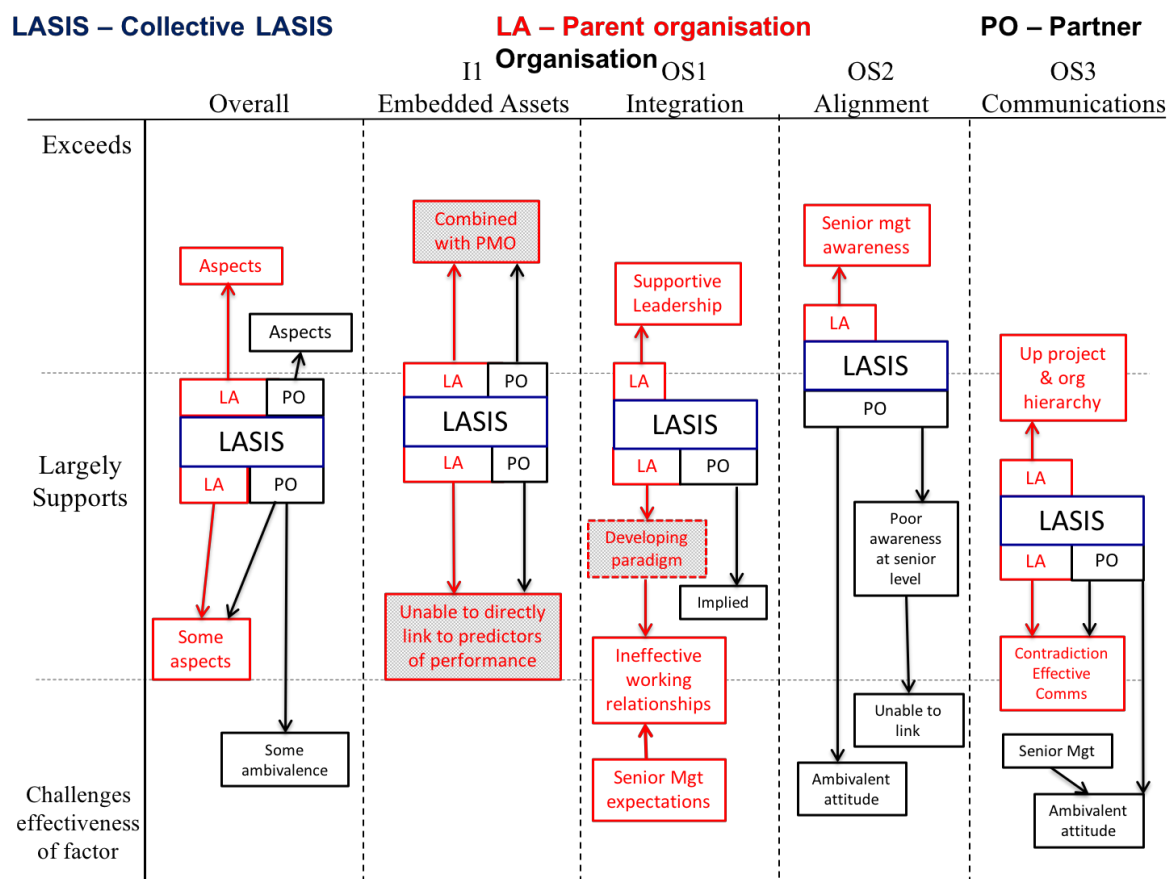 LASIS – Collective LASIS
LA – Parent organisation
PO – Partner
Organisation
Overall
I1
Embedded Assets
OS1
Integration
OS2
Alignment
OS3
Communications
Exceeds
Largely
Supports
Challenges
effectiveness
of factor
Aspects
Aspects
LA
PO
LASIS
LA
PO
Some
aspects
Some
ambivalence
Combined
with PMO
LA
PO
LASIS
LA
PO
Unable to directly
link to predictors
of performance
Supportive
Leadership
LA
LASIS
LA
PO
Developing
paradigm
Implied
Ineffective
working
relationships
Senior Mgt
expectations
Senior mgt
awareness
LA
LASIS
PO
Poor
awareness
at senior
level
Unable to
link
Ambivalent
attitude
Up project
& org
hierarchy
LA
LASIS
LA
PO
Contradiction
Effective
Comms
Senior Mgt
Ambivalent
attitude